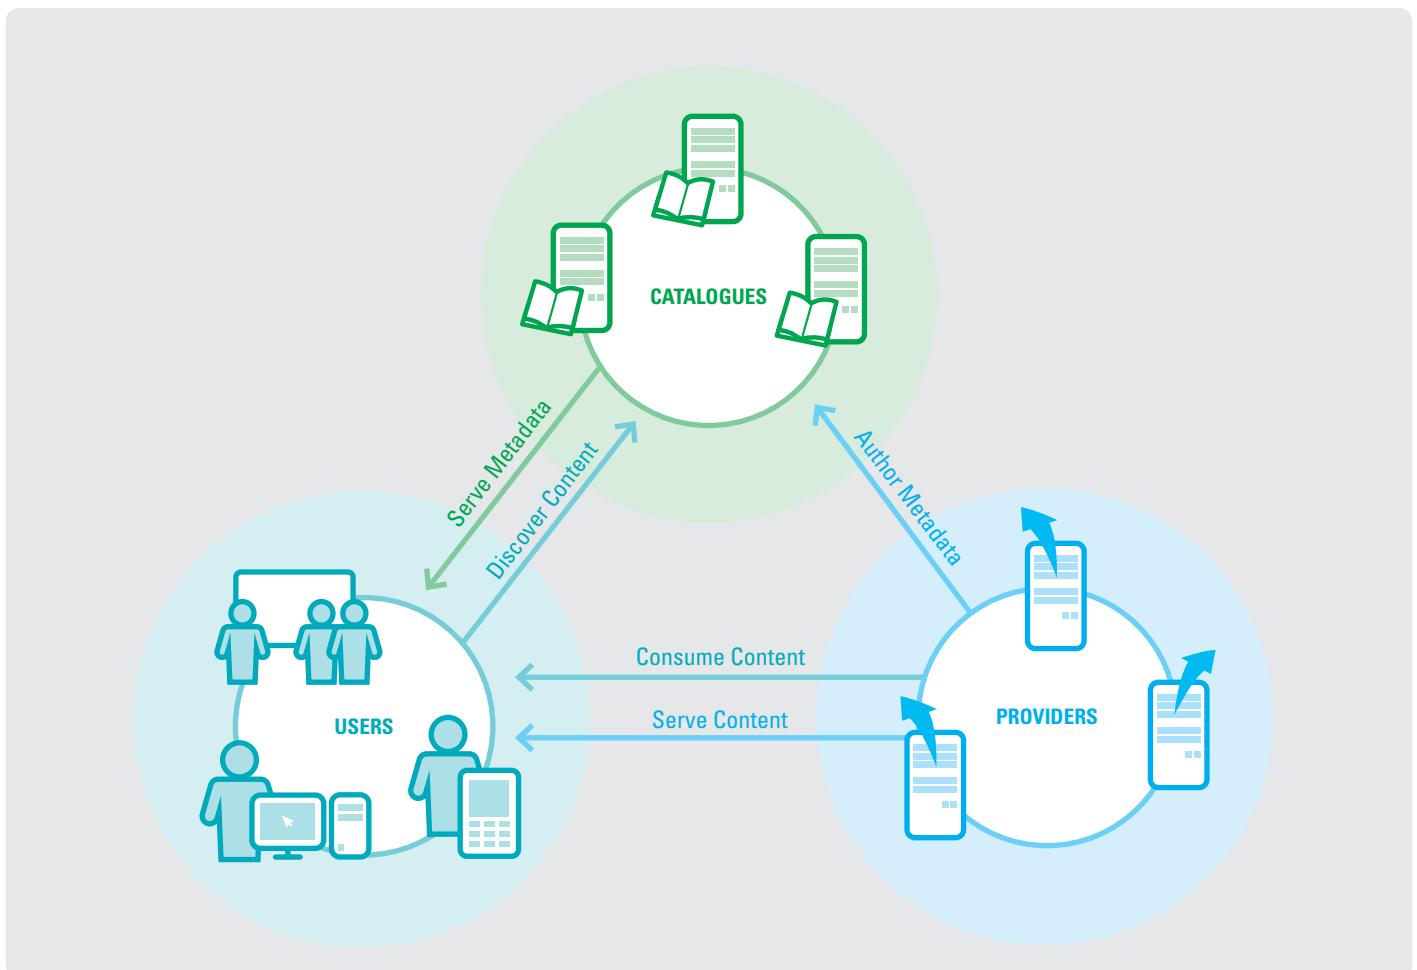 CATALOGUES
Serve Metadata
Discover Content
Author Metadata
Consume Content
Serve Content
USERS
PROVIDERS